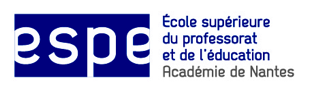 espe
École supérieure
du professorat
et de l'éducation
Académie de Nantes